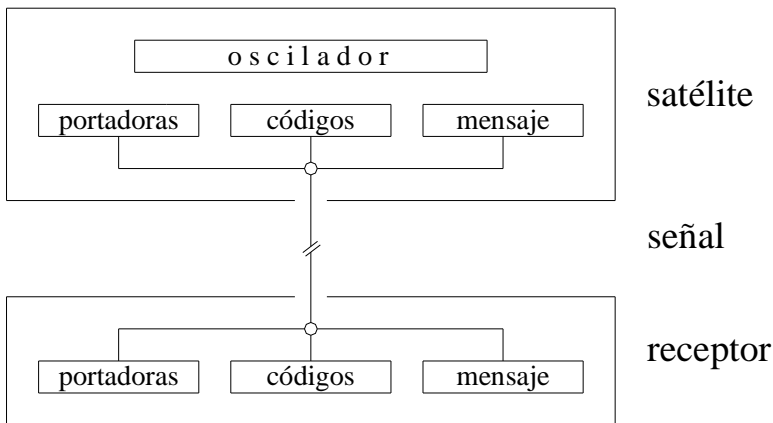 o s c i l a d o r
satélite
portadoras códigos mensaje
señal
receptor
portadoras códigos mensaje